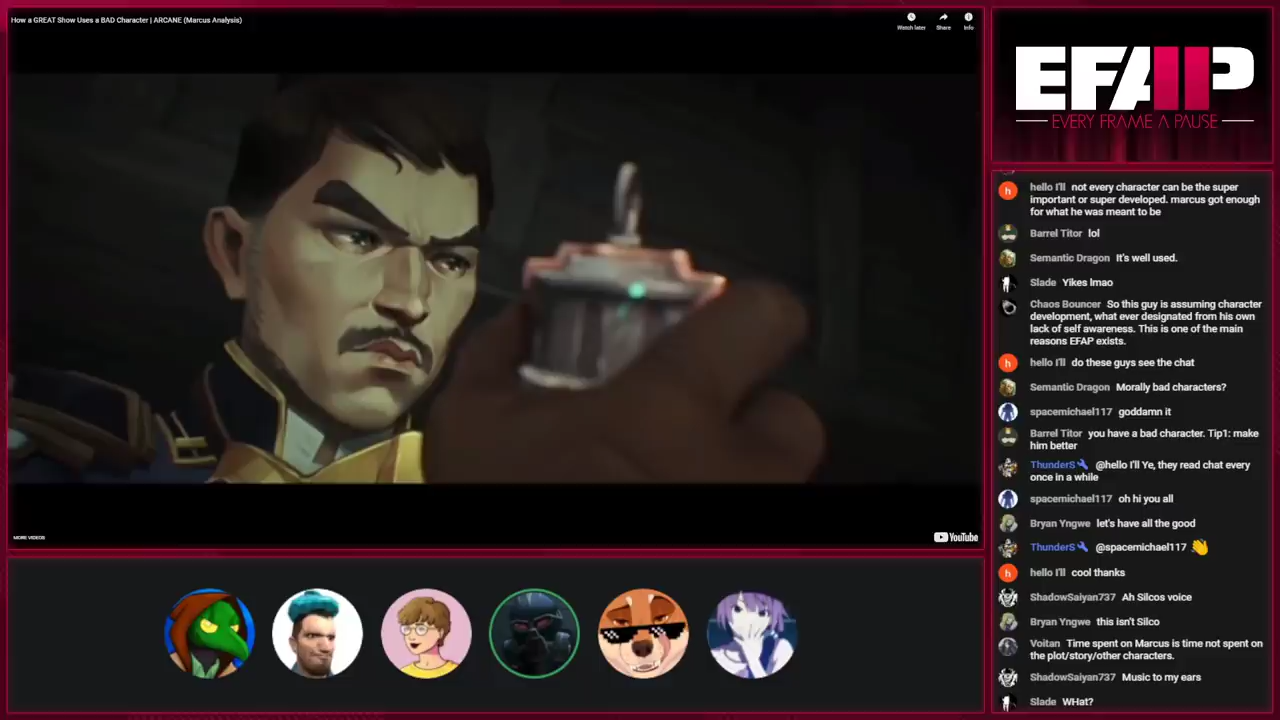 How a GREAT Show Uses a BAD Character | ARCANE (Marcus Analysis)
Watch later
Share
Info
MORE VIDEOS
YouTube
EFAP
EVERY FRAME A PAUSE
hello I'll not every character can be the super
important or super developed. marcus got enough
for what he was meant to be
Barrel Titor lol
Semantic Dragon It's well used.
Slade Yikes lmao
Chaos Bouncer So this guy is assuming character
development, what ever designated from his own
lack of self awareness. This is one of the main
reasons EFAP exists.
hello I'll do these guys see the chat
Semantic Dragon Morally bad characters?
spacemichael117 goddamn it
Barrel Titor you have a bad character. Tip1: make
him better
ThunderS @hello I'll Ye, they read chat every
once in a while
spacemichael117 oh hi you all
Bryan Yngwe let's have all the good
ThunderS @spacemichael117 👋
hello I'll cool thanks
ShadowSaiyan737 Ah Silcos voice
Bryan Yngwe this isn't Silco
Voitan Time spent on Marcus is time not spent on
the plot/story/other characters.
ShadowSaiyan737 Music to my ears
Slade WHat?